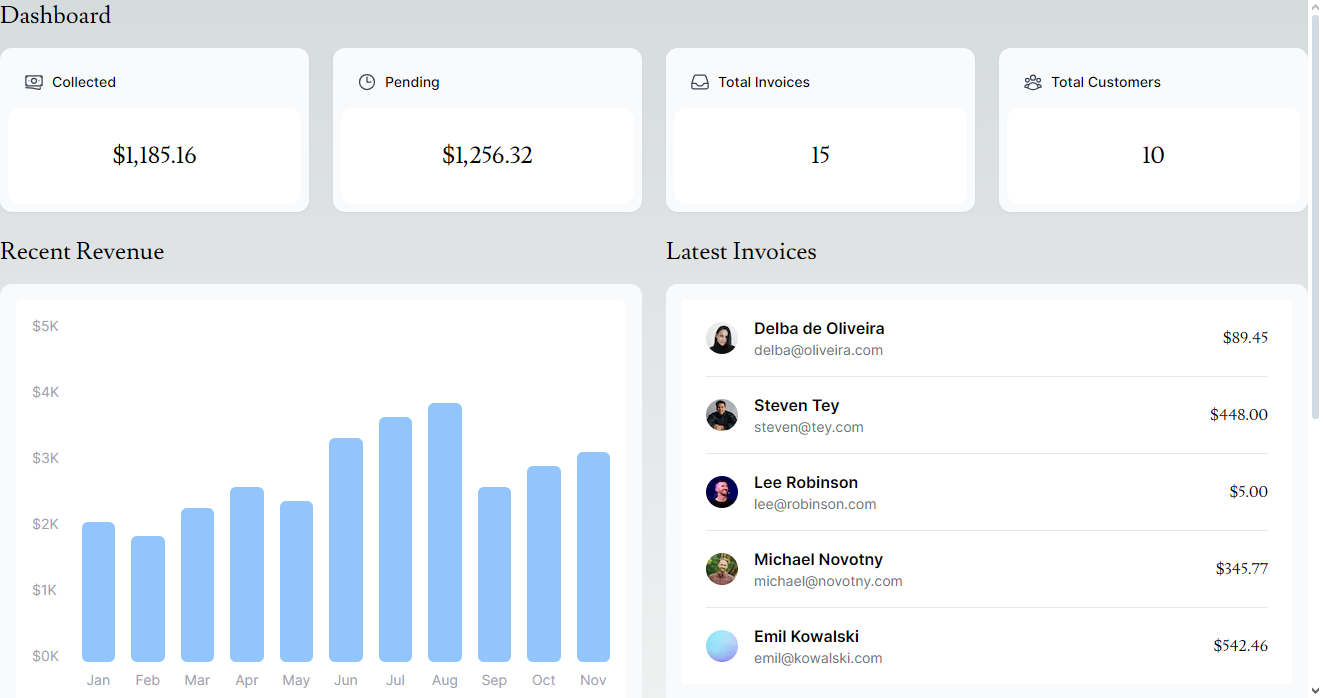 Dashboard
Collected
$1,185.16
Pending
$1,256.32
Total Invoices
15
Total Customers
10
Recent Revenue
$5K
$4K
$3K
$2K
$1K
$0K
Jan Feb Mar Apr May Jun Jul Aug Sep Oct Nov
Latest Invoices
Delba de Oliveira
delba@oliveira.com
$89.45
Steven Tey
steven@tey.com
$448.00
Lee Robinson
lee@robinson.com
$5.00
Michael Novotny
michael@novotny.com
$345.77
Emil Kowalski
emil@kowalski.com
$542.46